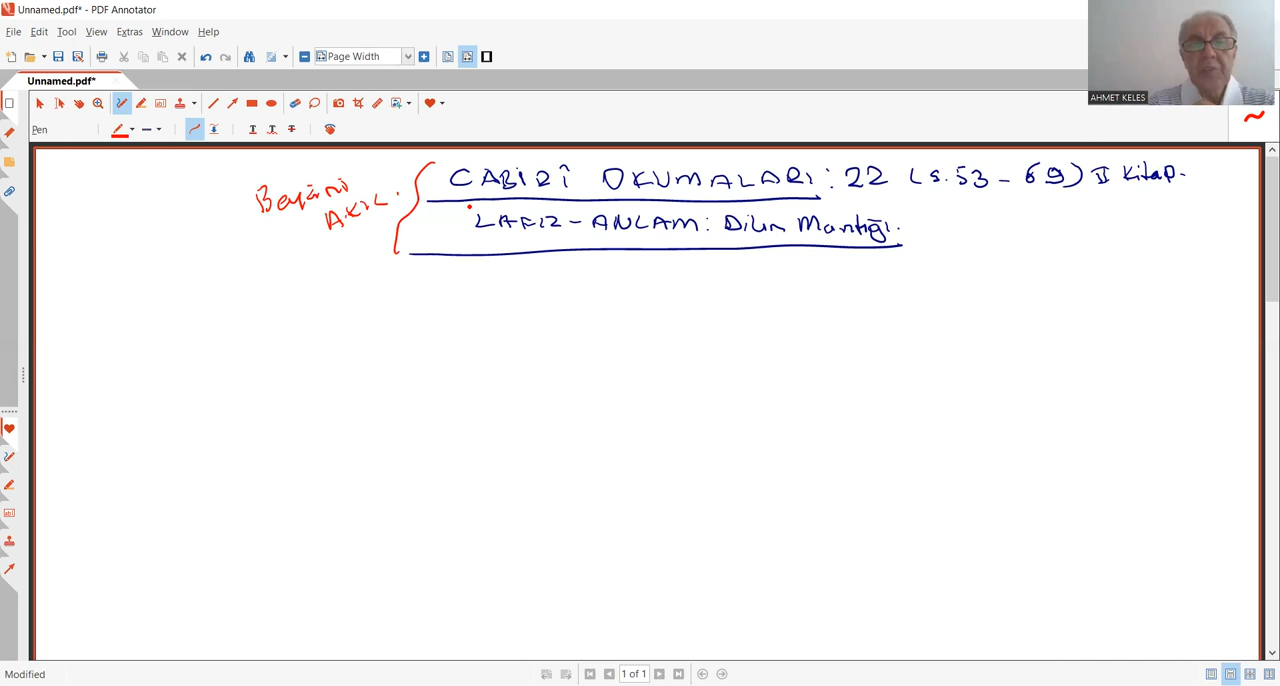 Unnamed.pdf* - PDF Annotator
File Edit Tool View Extras Window Help
Page Width
Unnamed.pdf*
AHMET KELES
Pen
CABİRÎ OKUMALARI: 22 (s.53 - 69) II Kitap.
Beyânî
Akıl.
LAFIZ - ANLAM: Dilin Mantığı.
Modified
1 of 1